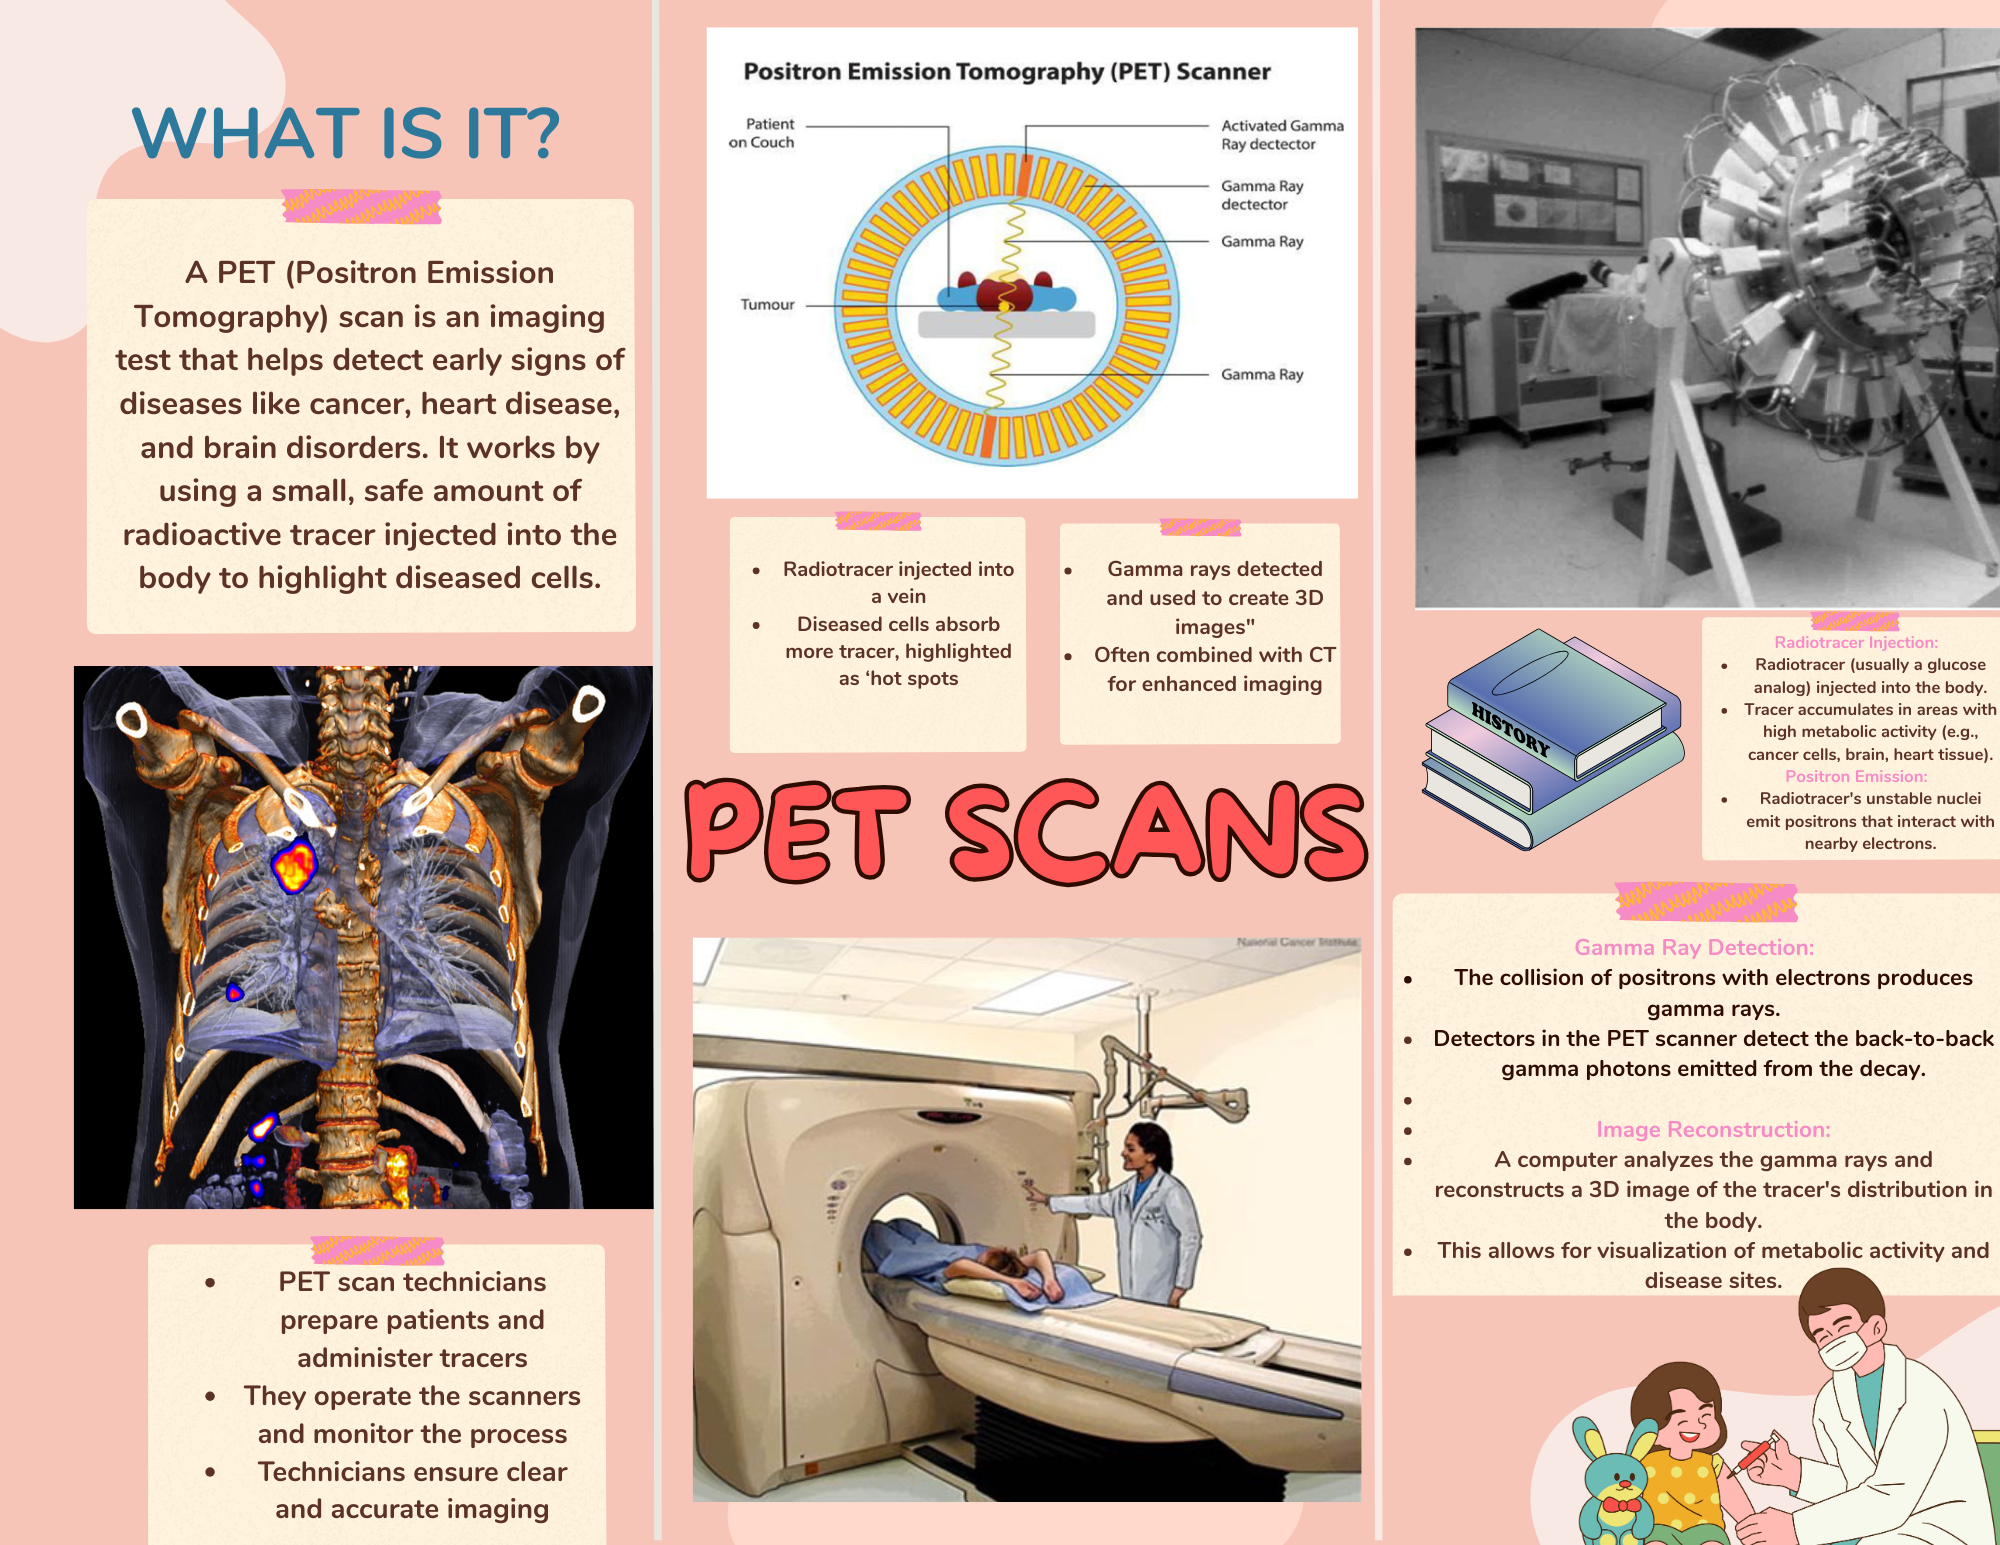 WHAT IS IT?
A PET (Positron Emission
Tomography) scan is an imaging
test that helps detect early signs of
diseases like cancer, heart disease,
and brain disorders. It works by
using a small, safe amount of
radioactive tracer injected into the
body to highlight diseased cells.
• PET scan technicians
prepare patients and
administer tracers
• They operate the scanners
and monitor the process
• Technicians ensure clear
and accurate imaging
Positron Emission Tomography (PET) Scanner
Patient
on Couch
Tumour
Activated Gamma
Ray dectector
Gamma Ray
dectector
Gamma Ray
Gamma Ray
• Radiotracer injected into
a vein
• Diseased cells absorb
more tracer, highlighted
as ‘hot spots
• Gamma rays detected
and used to create 3D
images"
• Often combined with CT
for enhanced imaging
PET SCANS
National Cancer Institute
HISTORY
Radiotracer Injection:
• Radiotracer (usually a glucose
analog) injected into the body.
• Tracer accumulates in areas with
high metabolic activity (e.g.,
cancer cells, brain, heart tissue).
Positron Emission:
• Radiotracer's unstable nuclei
emit positrons that interact with
nearby electrons.
Gamma Ray Detection:
• The collision of positrons with electrons produces
gamma rays.
• Detectors in the PET scanner detect the back-to-back
gamma photons emitted from the decay.
•
• Image Reconstruction:
• A computer analyzes the gamma rays and
reconstructs a 3D image of the tracer's distribution in
the body.
• This allows for visualization of metabolic activity and
disease sites.